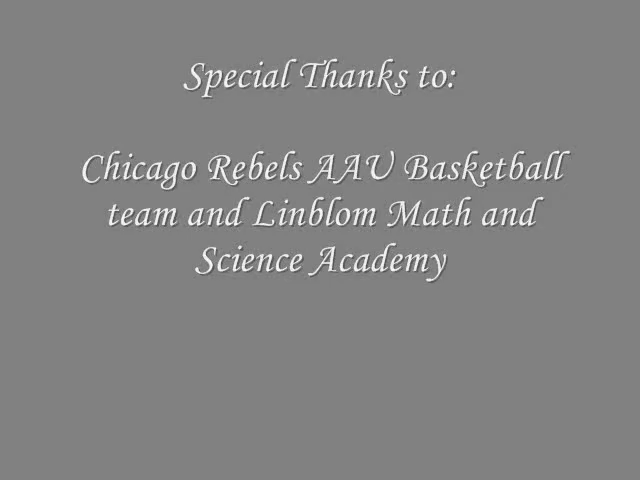 Special Thanks to:
Chicago Rebels AAU Basketball
team and Linblom Math and
Science Academy